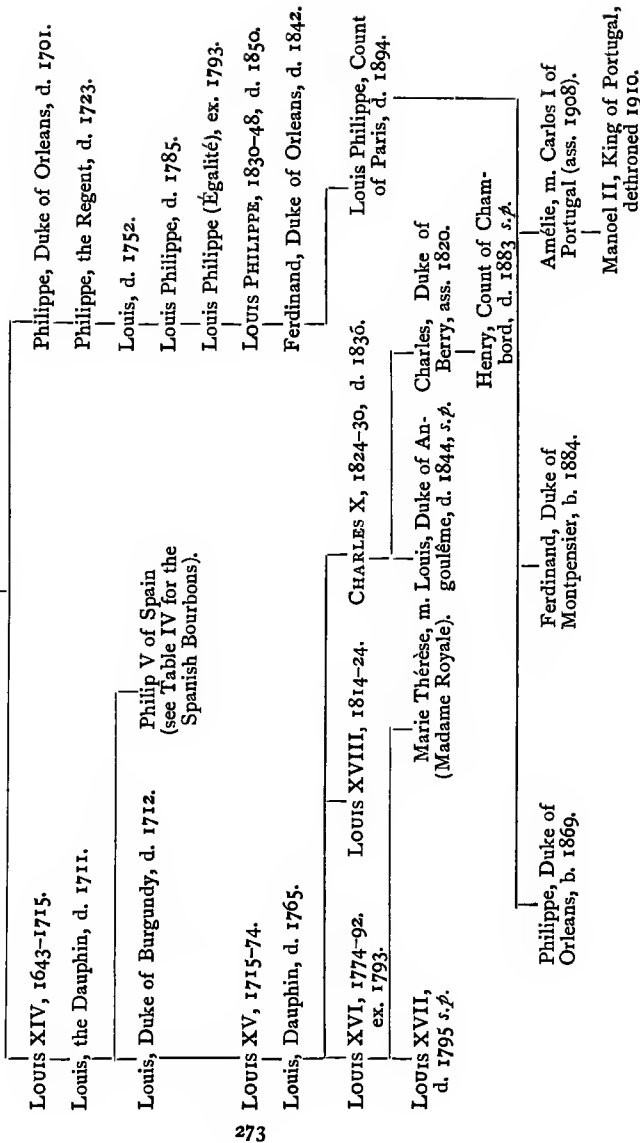 LOUIS XIV, 1643–1715.
Louis, the Dauphin, d. 1711.
Louis, Duke of Burgundy, d. 1712.
Philip V of Spain
(see Table IV for the
Spanish Bourbons).
LOUIS XV, 1715–74.
Louis, Dauphin, d. 1765.
LOUIS XVI, 1774–92.
ex. 1793.
LOUIS XVIII, 1814–24.
CHARLES X, 1824–30, d. 1836.
LOUIS XVII,
d. 1795 s.p.
Marie Thérèse, m. Louis, Duke of An-
(Madame Royale). goulême, d. 1844, s.p.
Charles, Duke of
Berry, ass. 1820.
Henry, Count of Cham-
bord, d. 1883 s.p.
Philippe, Duke of Orleans, d. 1701.
Philippe, the Regent, d. 1723.
Louis, d. 1752.
Louis Philippe, d. 1785.
Louis Philippe (Égalité), ex. 1793.
LOUIS PHILIPPE, 1830–48, d. 1850.
Ferdinand, Duke of Orleans, d. 1842.
Louis Philippe, Count
of Paris, d. 1894.
Philippe, Duke of
Orleans, b. 1869.
Ferdinand, Duke of
Montpensier, b. 1884.
Amélie, m. Carlos I of
Portugal (ass. 1908).
Manoel II, King of Portugal,
dethroned 1910.
273